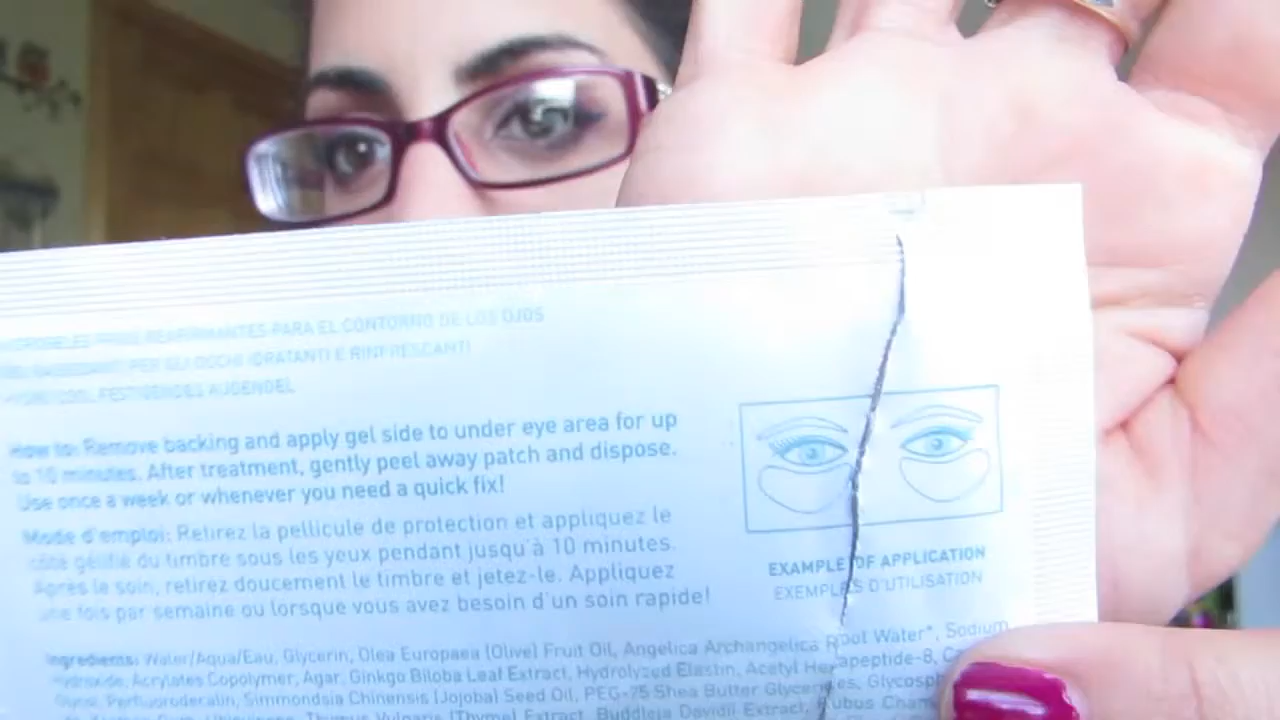 REAFIRMANTES PARA EL CONTORNO DE LOS OJOS
PER GLI OCCHI IDRATANTI E RINFRESCANTI
FESTIGENDES AUGENGEL
How to: Remove backing and apply gel side to under eye area for up
to 10 minutes. After treatment, gently peel away patch and dispose.
Use once a week or whenever you need a quick fix!
Mode d'emploi: Retirez la pellicule de protection et appliquez le
côté gélifié du timbre sous les yeux pendant jusqu'à 10 minutes.
Après le soin, retirez doucement le timbre et jetez-le. Appliquez
une fois par semaine ou lorsque vous avez besoin d'un soin rapide!
EXAMPLE OF APPLICATION
EXEMPLES D'UTILISATION
Ingredients: Water/Aqua/Eau, Glycerin, Olea Europaea (Olive) Fruit Oil, Angelica Archangelica Root Water*, Sodium
Hydroxide, Acrylates Copolymer, Agar, Ginkgo Biloba Leaf Extract, Hydrolyzed Elastin, Acetyl Hexapeptide-8,
Perfluorodecalin, Simmondsia Chinensis (Jojoba) Seed Oil, PEG-75 Shea Butter Glycerides,
Thymus Vulgaris (Thyme) Extract, Buddleja Davidii Extract, Rubus